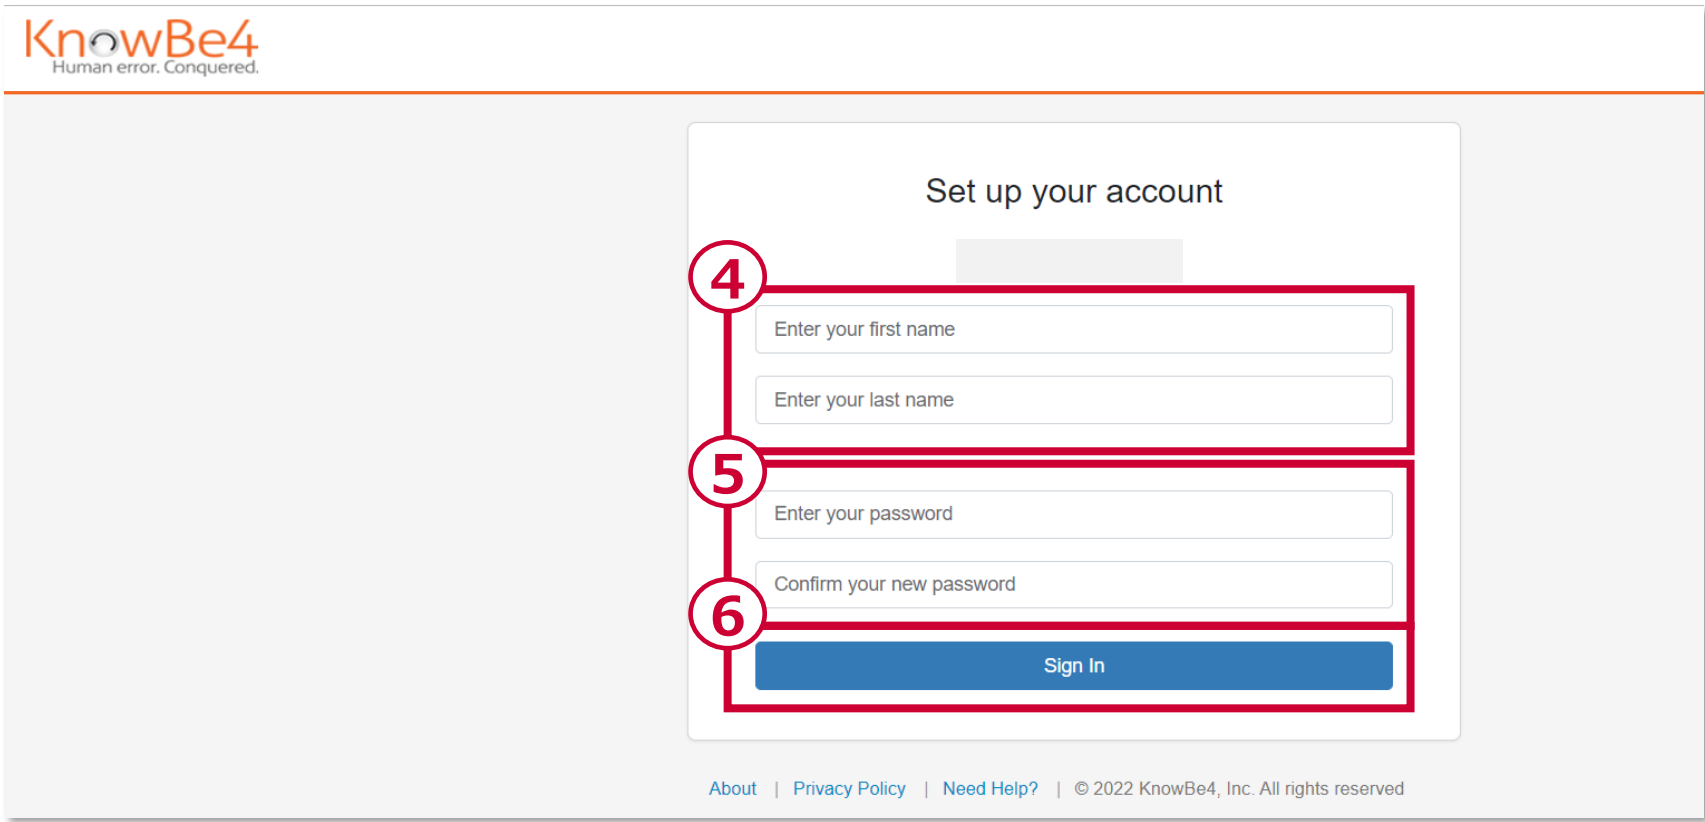 KnowBe4
Human error. Conquered.
Set up your account
4
Enter your first name
Enter your last name
5
Enter your password
Confirm your new password
6
Sign In
About | Privacy Policy | Need Help? | © 2022 KnowBe4, Inc. All rights reserved